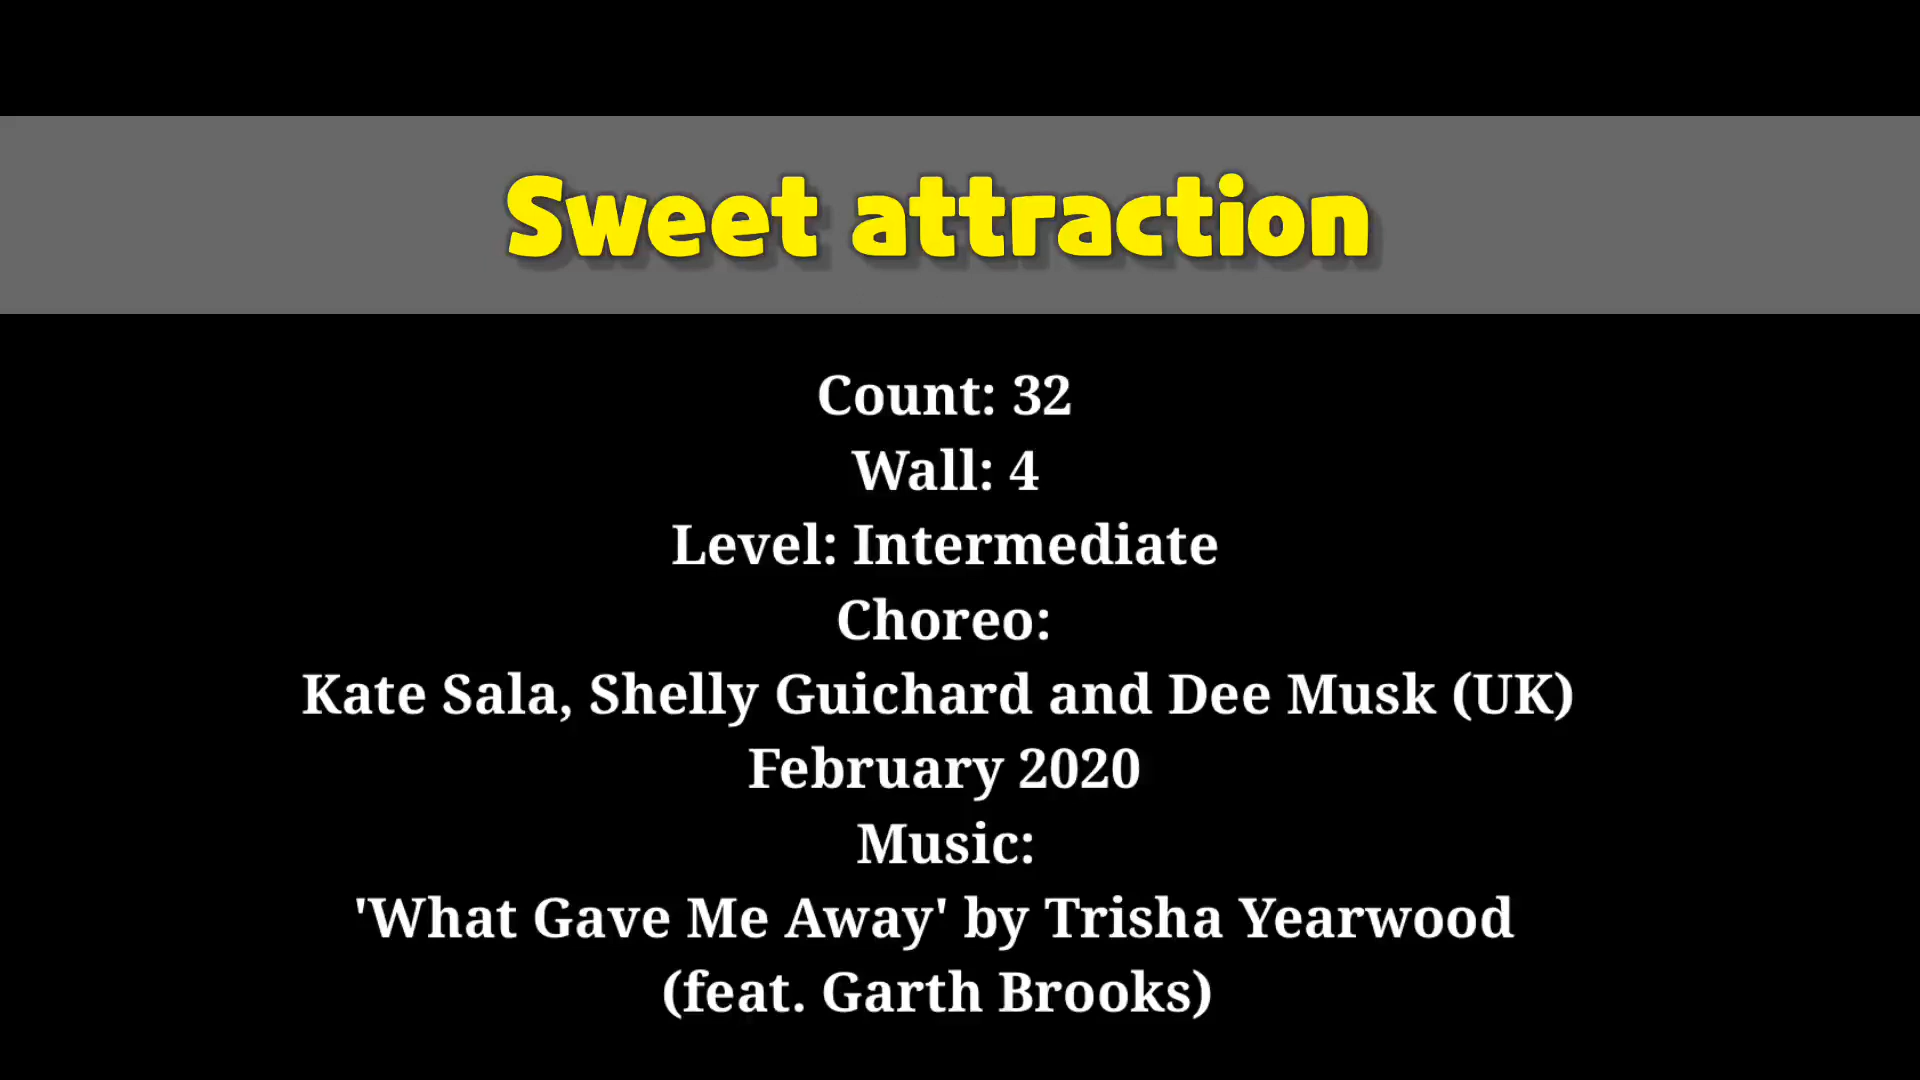 Sweet attraction
Count: 32
Wall: 4
Level: Intermediate
Choreo:
Kate Sala, Shelly Guichard and Dee Musk (UK)
February 2020
Music:
'What Gave Me Away' by Trisha Yearwood
(feat. Garth Brooks)